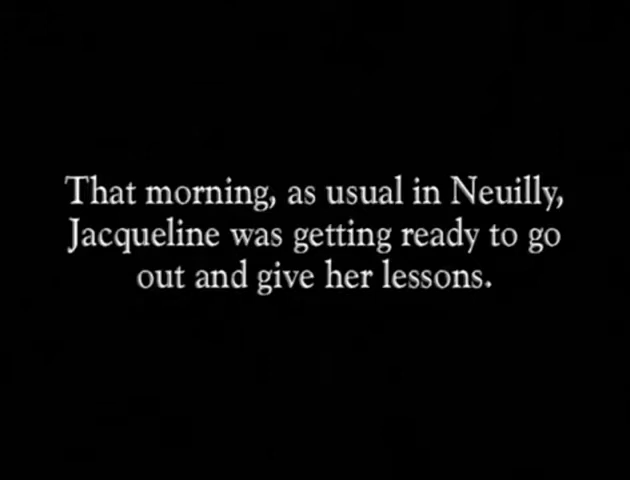 That morning, as usual in Neuilly,
Jacqueline was getting ready to go
out and give her lessons.